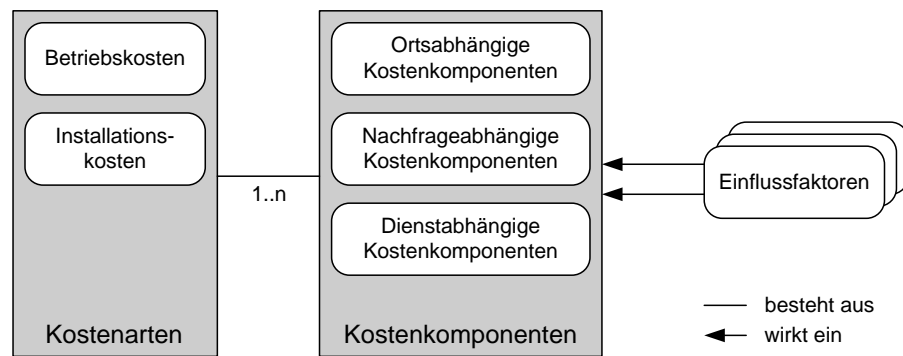 Betriebskosten
Installations-
kosten
Kostenarten
1..n
Ortsabhängige
Kostenkomponenten
Nachfrageabhängige
Kostenkomponenten
Dienstabhängige
Kostenkomponenten
Kostenkomponenten
Einflussfaktoren
besteht aus
wirkt ein